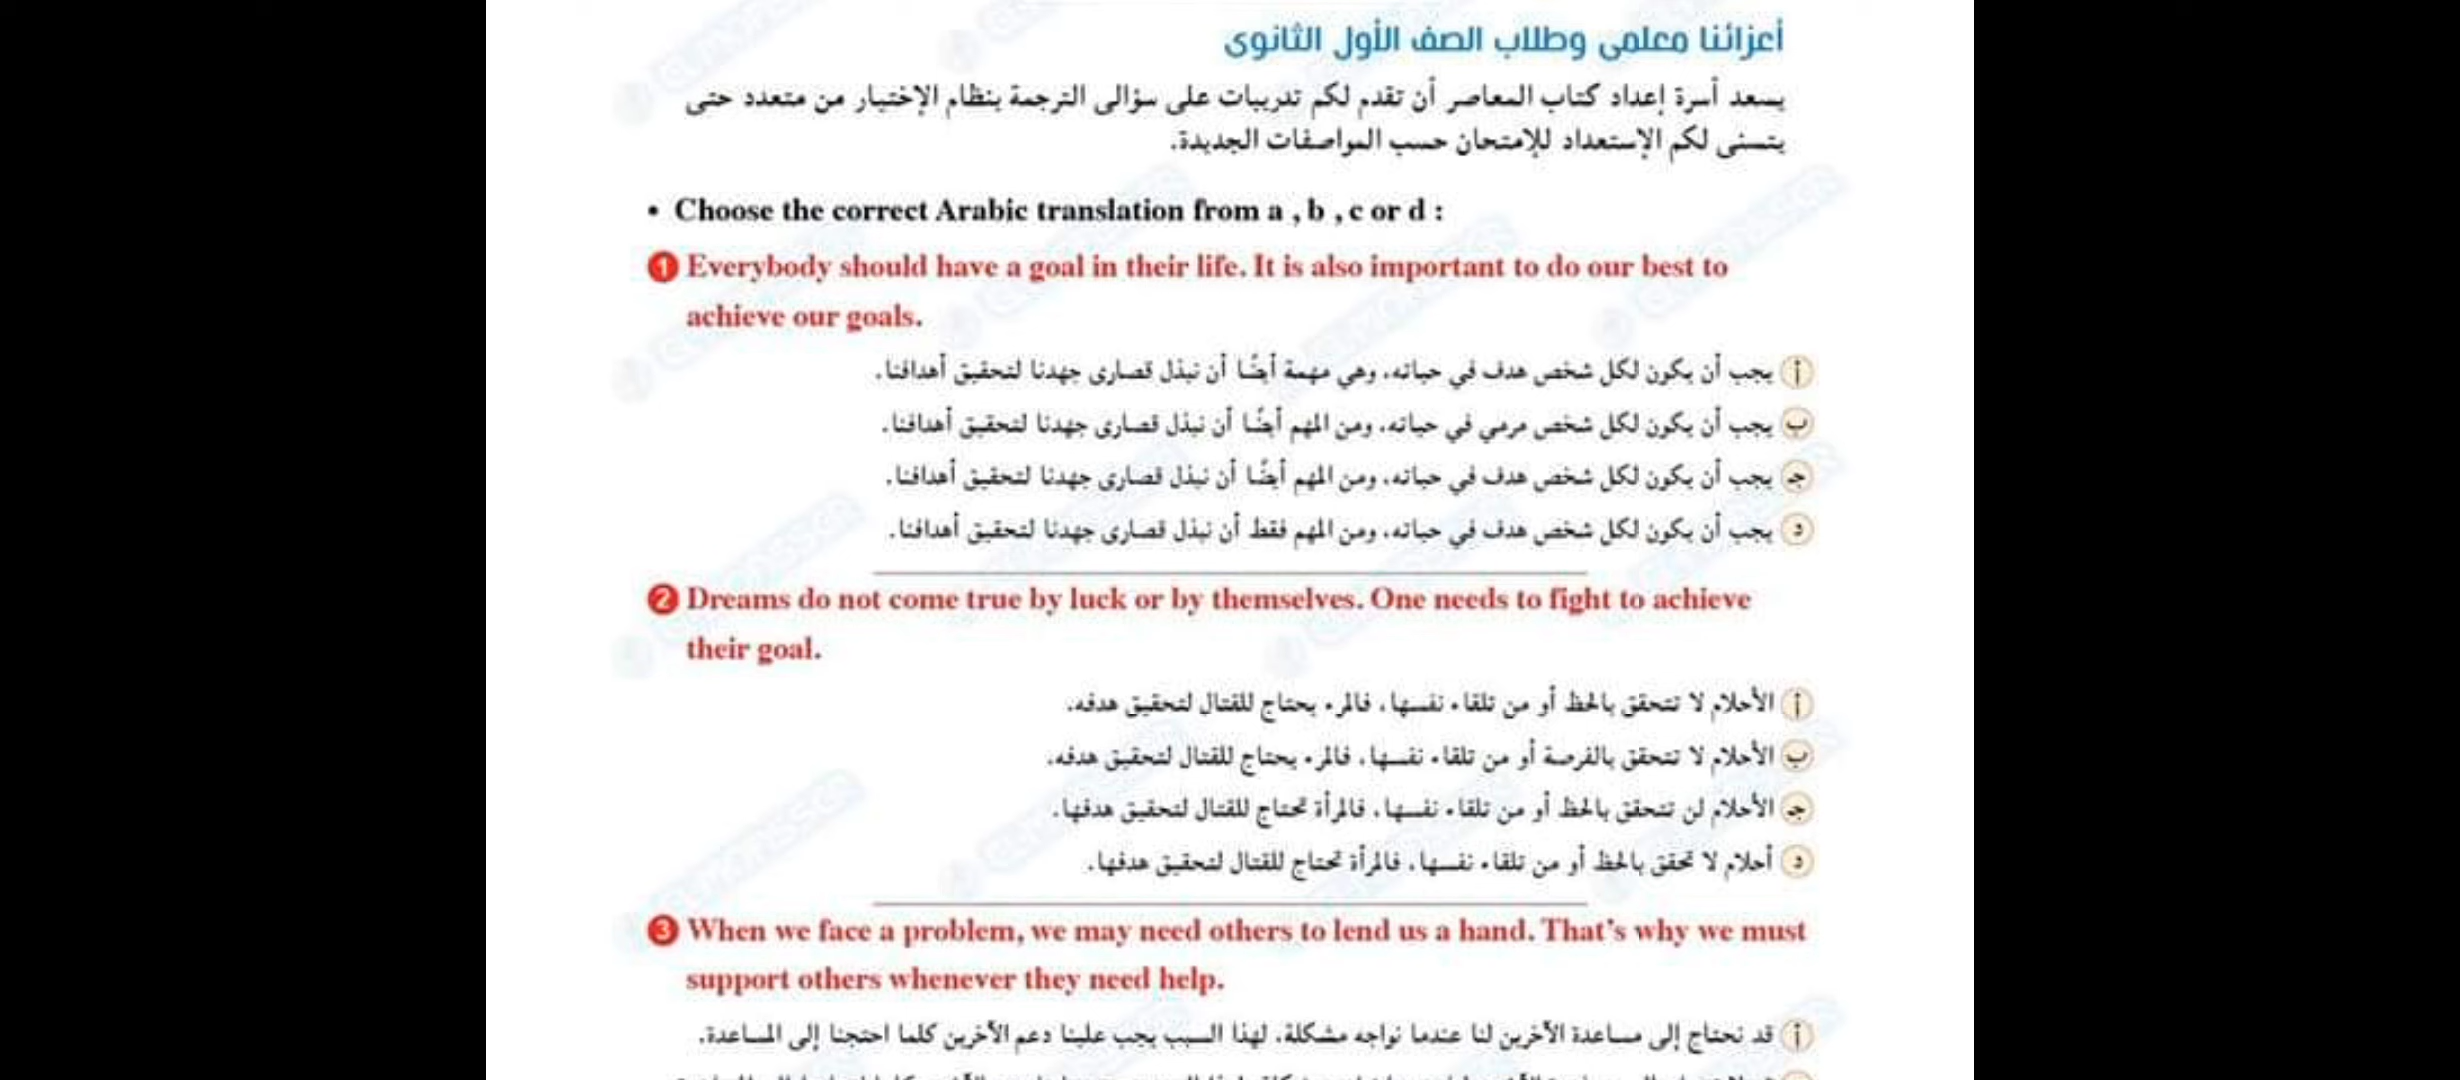 أعزائنا معلمى وطلاب الصف الأول الثانوى
يسعد أسرة إعداد كتاب المعاصر أن تقدم لكم تدريبات على سؤالى الترجمة بنظام الإختيار من متعدد حتى
يتسنى لكم الإستعداد للإمتحان حسب المواصفات الجديدة.
• Choose the correct Arabic translation from a , b , c or d :
1 Everybody should have a goal in their life. It is also important to do our best to
achieve our goals.
أ يجب أن يكون لكل شخص هدف في حياته، وهي مهمة أيضًا أن نبذل قصارى جهدنا لتحقيق أهدافنا.
ب يجب أن يكون لكل شخص مرمي في حياته، ومن المهم أيضًا أن نبذل قصارى جهدنا لتحقيق أهدافنا.
جـ يجب أن يكون لكل شخص هدف في حياته، ومن المهم أيضًا أن نبذل قصارى جهدنا لتحقيق أهدافنا.
د يجب أن يكون لكل شخص هدف في حياته، ومن المهم فقط أن نبذل قصارى جهدنا لتحقيق أهدافنا.
2 Dreams do not come true by luck or by themselves. One needs to fight to achieve
their goal.
أ الأحلام لا تتحقق بالحظ أو من تلقاء نفسها، فالمرء يحتاج للقتال لتحقيق هدفه.
ب الأحلام لا تتحقق بالفرصة أو من تلقاء نفسها، فالمرء يحتاج للقتال لتحقيق هدفه.
جـ الأحلام لن تتحقق بالحظ أو من تلقاء نفسها، فالمرأة تحتاج للقتال لتحقيق هدفها.
د أحلام لا تحقق بالحظ أو من تلقاء نفسها، فالمرأة تحتاج للقتال لتحقيق هدفها.
3 When we face a problem, we may need others to lend us a hand. That's why we must
support others whenever they need help.
أ قد نحتاج إلى مساعدة الآخرين لنا عندما نواجه مشكلة، لهذا السبب يجب علينا دعم الآخرين كلما احتجنا إلى المساعدة.